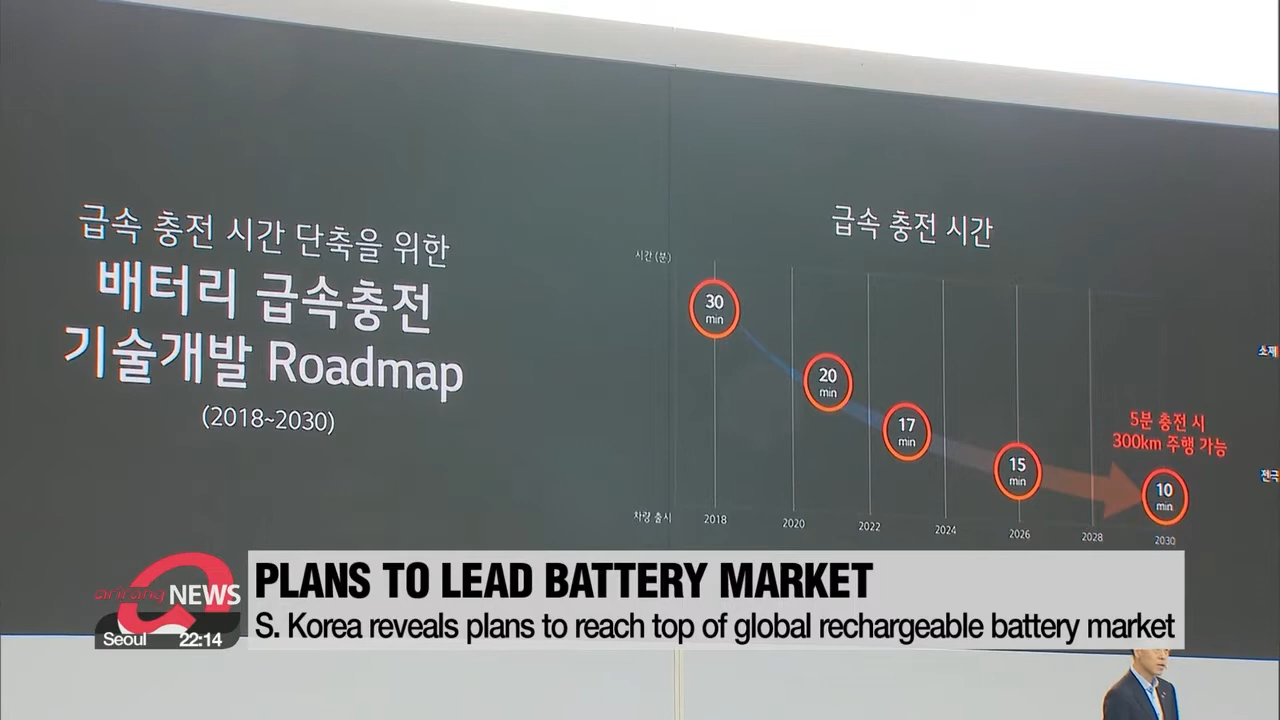 급속 충전 시간 단축을 위한
배터리 급속충전
기술개발 Roadmap
(2018~2030)
급속 충전 시간
시간 (분)
30
min
20
min
17
min
15
min
10
min
5분 충전 시
300km 주행 가능
차량 출시
2018
2020
2022
2024
2026
2028
2030
소재
전극
arirang NEWS
Seoul 22:14
PLANS TO LEAD BATTERY MARKET
S. Korea reveals plans to reach top of global rechargeable battery market